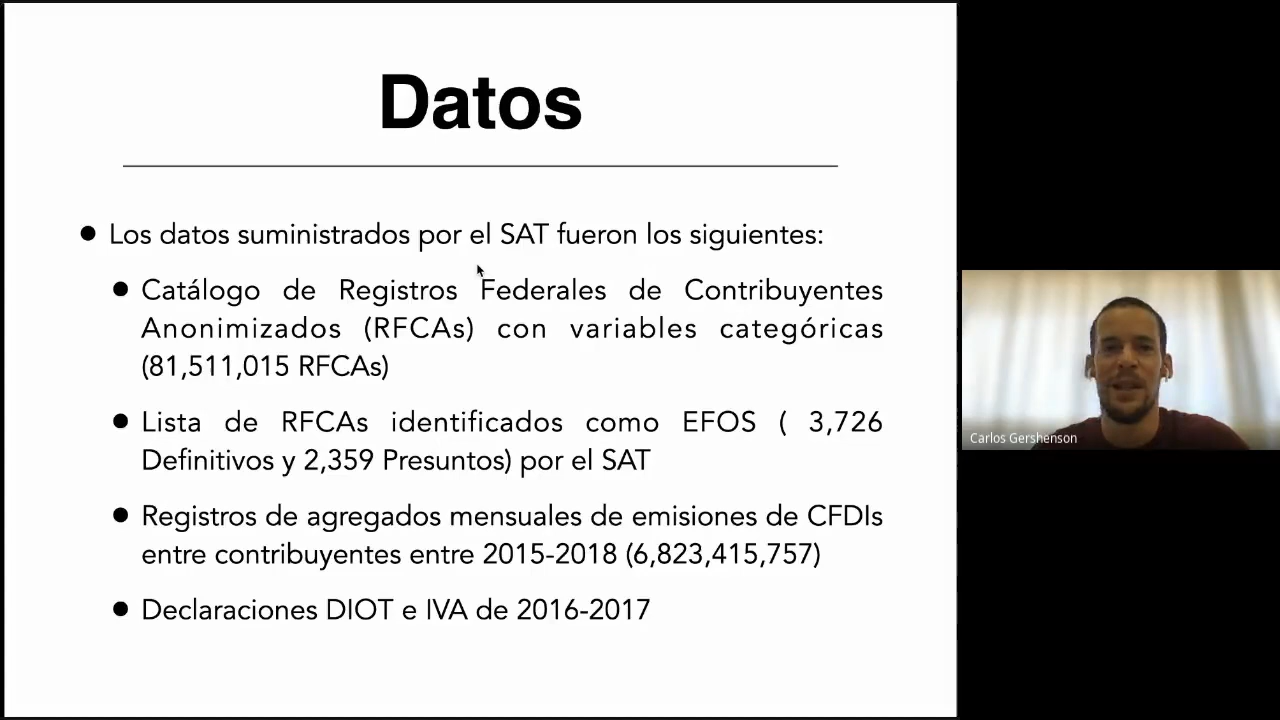 Datos
● Los datos suministrados por el SAT fueron los siguientes:
● Catálogo de Registros Federales de Contribuyentes
Anonimizados (RFCAs) con variables categóricas
(81,511,015 RFCAs)
● Lista de RFCAs identificados como EFOS ( 3,726
Definitivos y 2,359 Presuntos) por el SAT
● Registros de agregados mensuales de emisiones de CFDIs
entre contribuyentes entre 2015-2018 (6,823,415,757)
● Declaraciones DIOT e IVA de 2016-2017
Carlos Gershenson